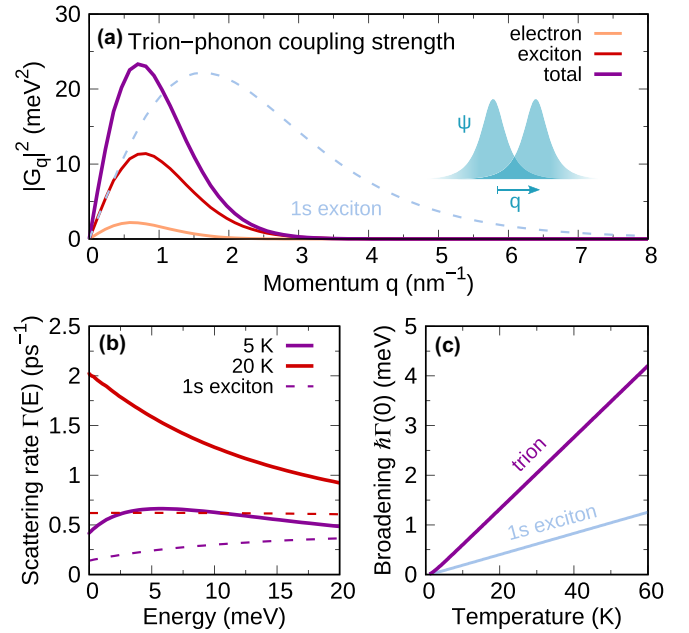 (a) Trion−phonon coupling strength
electron
exciton
total
1s exciton
ψ
q
|G_q|² (meV²)
0
10
20
30
0 1 2 3 4 5 6 7 8
Momentum q (nm⁻¹)
(b)
5 K
20 K
1s exciton
Scattering rate Γ(E) (ps⁻¹)
0
0.5
1
1.5
2
2.5
0 5 10 15 20
Energy (meV)
(c)
trion
1s exciton
Broadening ℏΓ(0) (meV)
0
1
2
3
4
5
0 20 40 60
Temperature (K)